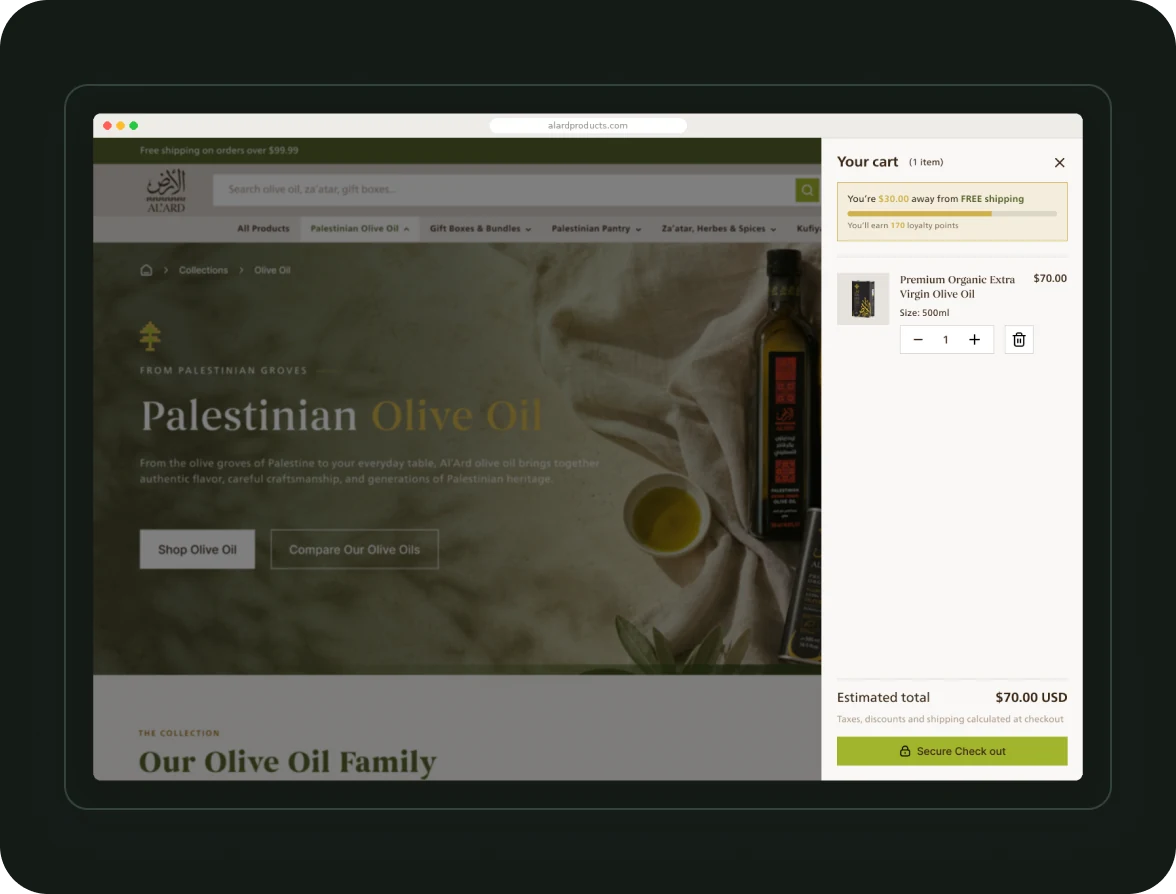 alardproducts.com
Free shipping on orders over $99.99
الأرض
AL'ARD
Search olive oil, za'atar, gift boxes...
All Products
Palestinian Olive Oil
Gift Boxes & Bundles
Palestinian Pantry
Za'atar, Herbes & Spices
Kufiy
Collections
Olive Oil
FROM PALESTINIAN GROVES
Palestinian Olive Oil
From the olive groves of Palestine to your everyday table, Al'Ard olive oil brings together
authentic flavor, careful craftsmanship, and generations of Palestinian heritage.
Shop Olive Oil
Compare Our Olive Oils
THE COLLECTION
Our Olive Oil Family
Your cart (1 item)
You're $30.00 away from FREE shipping
You'll earn 170 loyalty points
Premium Organic Extra
Virgin Olive Oil
$70.00
Size: 500ml
1
Estimated total
$70.00 USD
Taxes, discounts and shipping calculated at checkout
Secure Check out